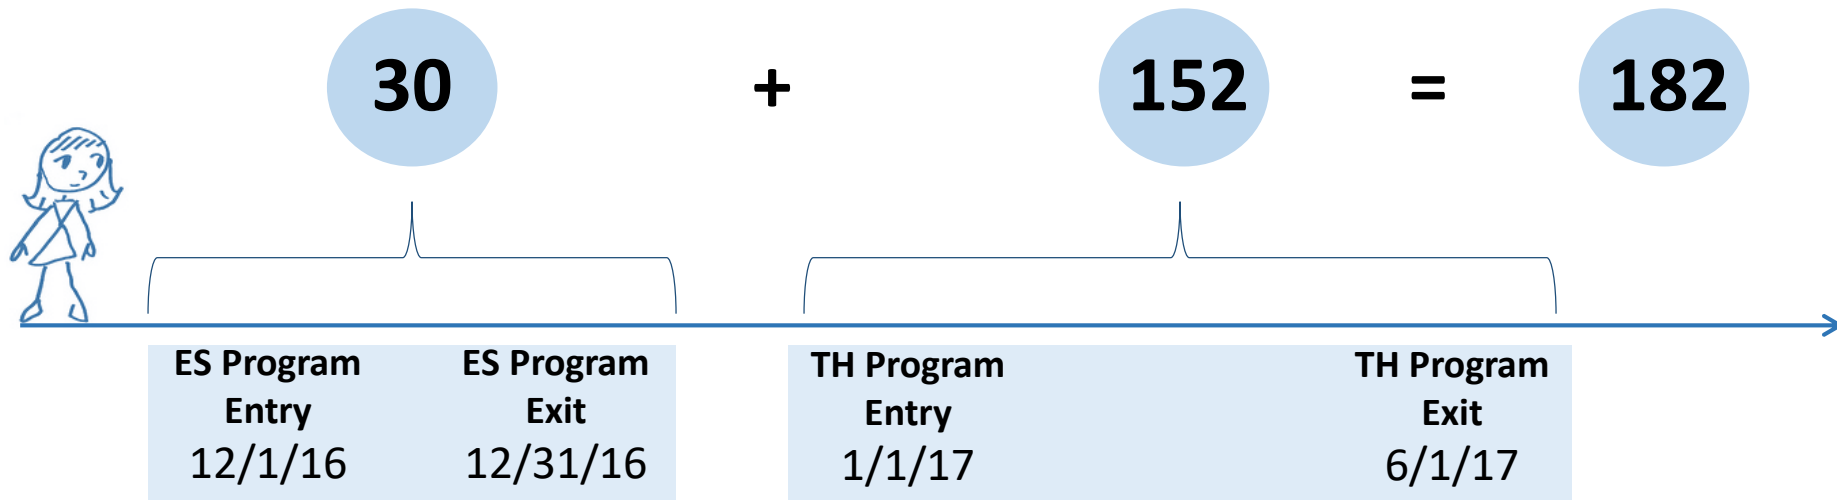 30 + 152 = 182
ES Program Entry
12/1/16
ES Program Exit
12/31/16
TH Program Entry
1/1/17
TH Program Exit
6/1/17